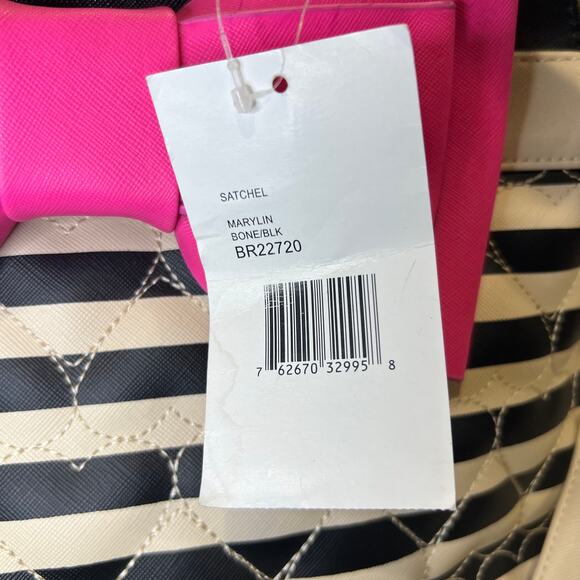 SATCHEL
MARYLIN
BONE/BLK
BR22720
7 62670 32995 8